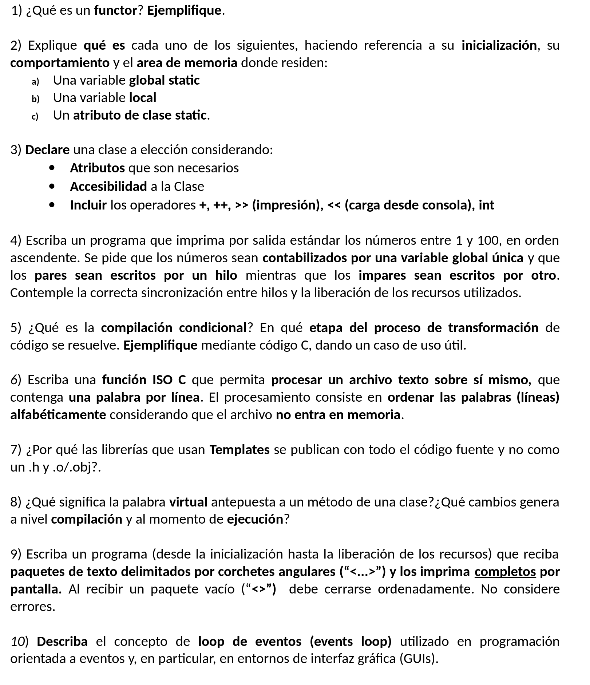 1) ¿Qué es un functor? Ejemplifique.
2) Explique qué es cada uno de los siguientes, haciendo referencia a su inicialización, su
comportamiento y el area de memoria donde residen:
a) Una variable global static
b) Una variable local
c) Un atributo de clase static.
3) Declare una clase a elección considerando:
• Atributos que son necesarios
• Accesibilidad a la Clase
• Incluir los operadores +, ++, >> (impresión), << (carga desde consola), int
4) Escriba un programa que imprima por salida estándar los números entre 1 y 100, en orden
ascendente. Se pide que los números sean contabilizados por una variable global única y que
los pares sean escritos por un hilo mientras que los impares sean escritos por otro.
Contemple la correcta sincronización entre hilos y la liberación de los recursos utilizados.
5) ¿Qué es la compilación condicional? En qué etapa del proceso de transformación de
código se resuelve. Ejemplifique mediante código C, dando un caso de uso útil.
6) Escriba una función ISO C que permita procesar un archivo texto sobre sí mismo, que
contenga una palabra por línea. El procesamiento consiste en ordenar las palabras (líneas)
alfabéticamente considerando que el archivo no entra en memoria.
7) ¿Por qué las librerías que usan Templates se publican con todo el código fuente y no como
un .h y .o/.obj?.
8) ¿Qué significa la palabra virtual antepuesta a un método de una clase?¿Qué cambios genera
a nivel compilación y al momento de ejecución?
9) Escriba un programa (desde la inicialización hasta la liberación de los recursos) que reciba
paquetes de texto delimitados por corchetes angulares (“<...>”) y los imprima completos por
pantalla. Al recibir un paquete vacío (“<>”) debe cerrarse ordenadamente. No considere
errores.
10) Describa el concepto de loop de eventos (events loop) utilizado en programación
orientada a eventos y, en particular, en entornos de interfaz gráfica (GUIs).